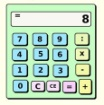 = 8
7 8 9 :
4 5 6 x
1 2 3 -
0 C CE = +